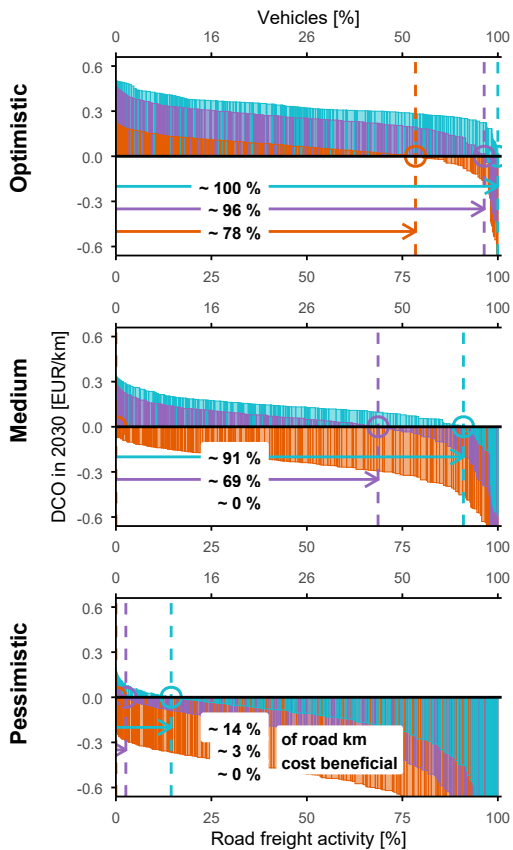 Vehicles [%]
0 16 26 50 100
Optimistic
0.6
0.3
0.0
-0.3
-0.6
~ 100 %
~ 96 %
~ 78 %
0 25 50 75 100
0 16 26 50 100
Medium
DCO in 2030 [EUR/km]
0.6
0.3
0.0
-0.3
-0.6
~ 91 %
~ 69 %
~ 0 %
0 25 50 75 100
0 16 26 50 100
Pessimistic
0.6
0.3
0.0
-0.3
-0.6
~ 14 %
~ 3 %
~ 0 %
of road km
cost beneficial
0 25 50 75 100
Road freight activity [%]